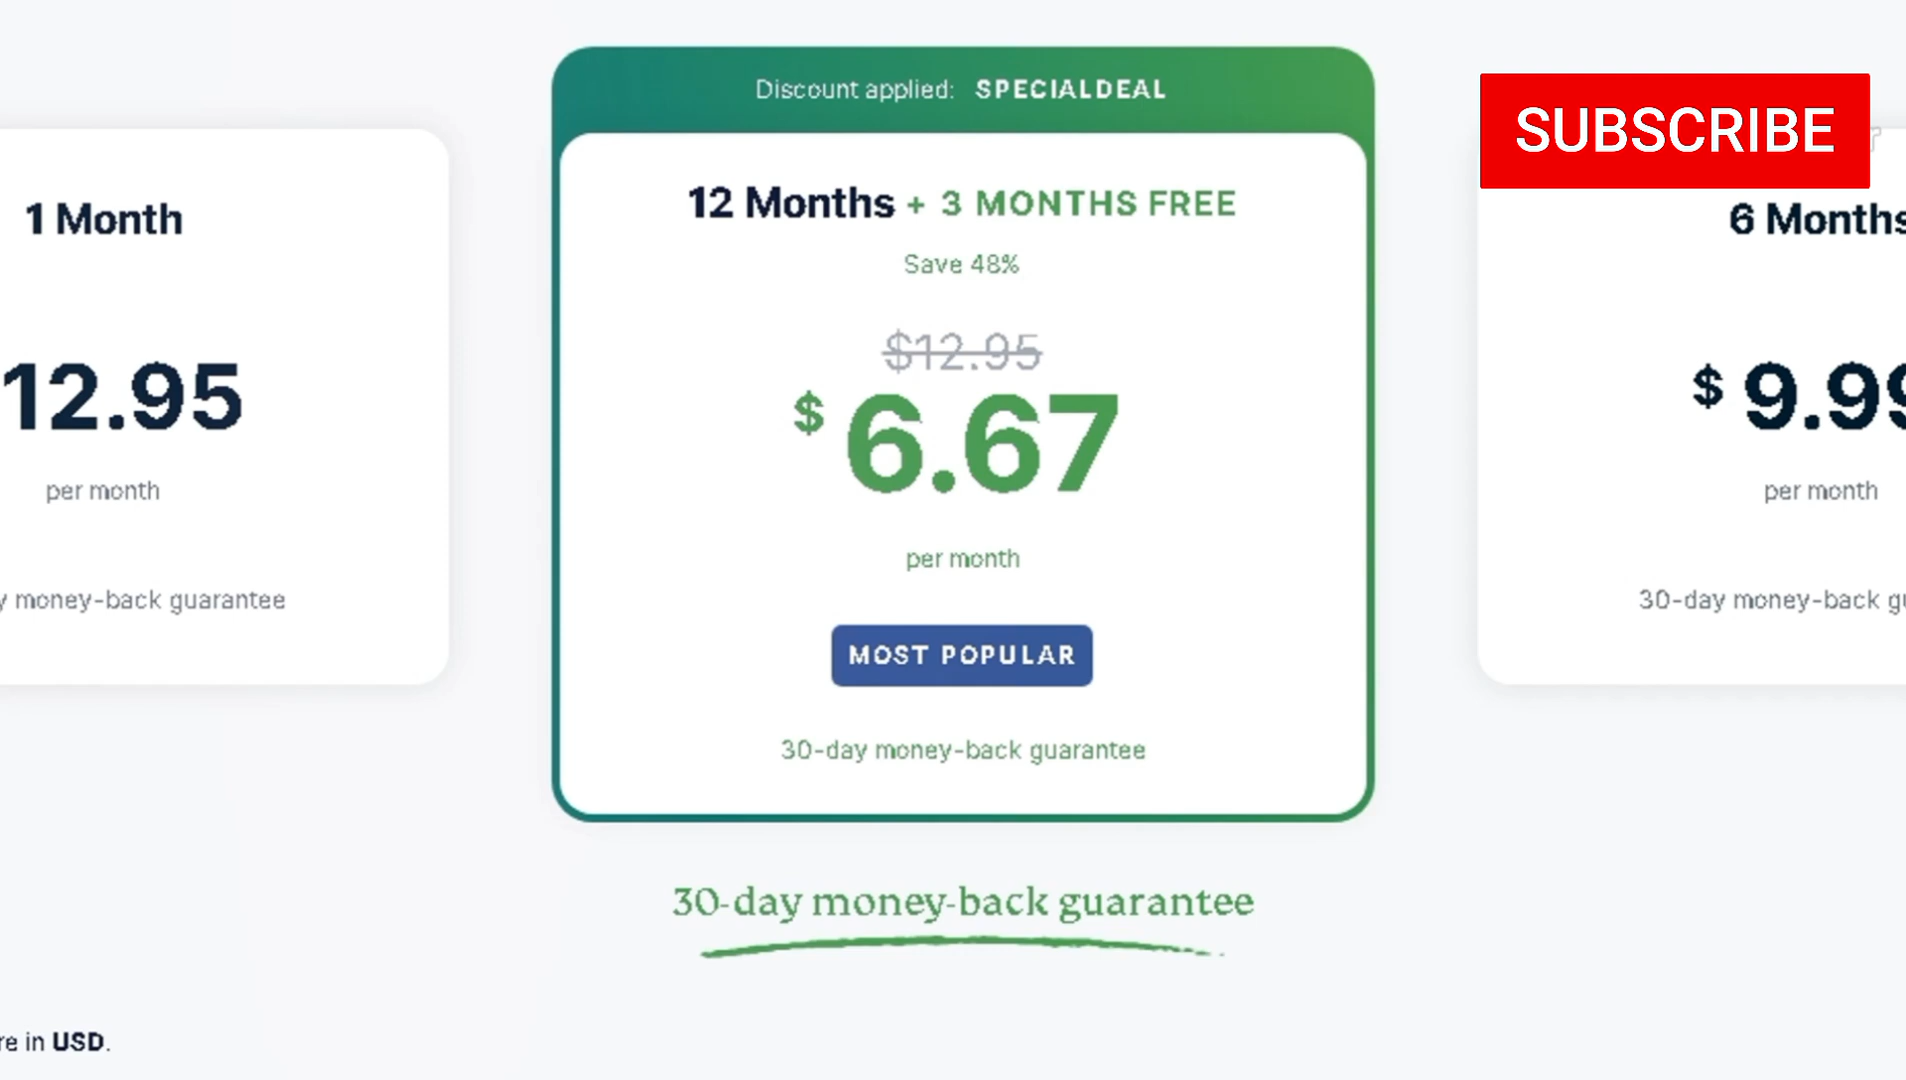 Discount applied: SPECIALDEAL
SUBSCRIBE
1 Month
12.95
per month
money-back guarantee
12 Months + 3 MONTHS FREE
Save 48%
$12.95
$ 6.67
per month
MOST POPULAR
30-day money-back guarantee
6 Months
$ 9.99
per month
30-day money-back
30-day money-back guarantee
in USD.